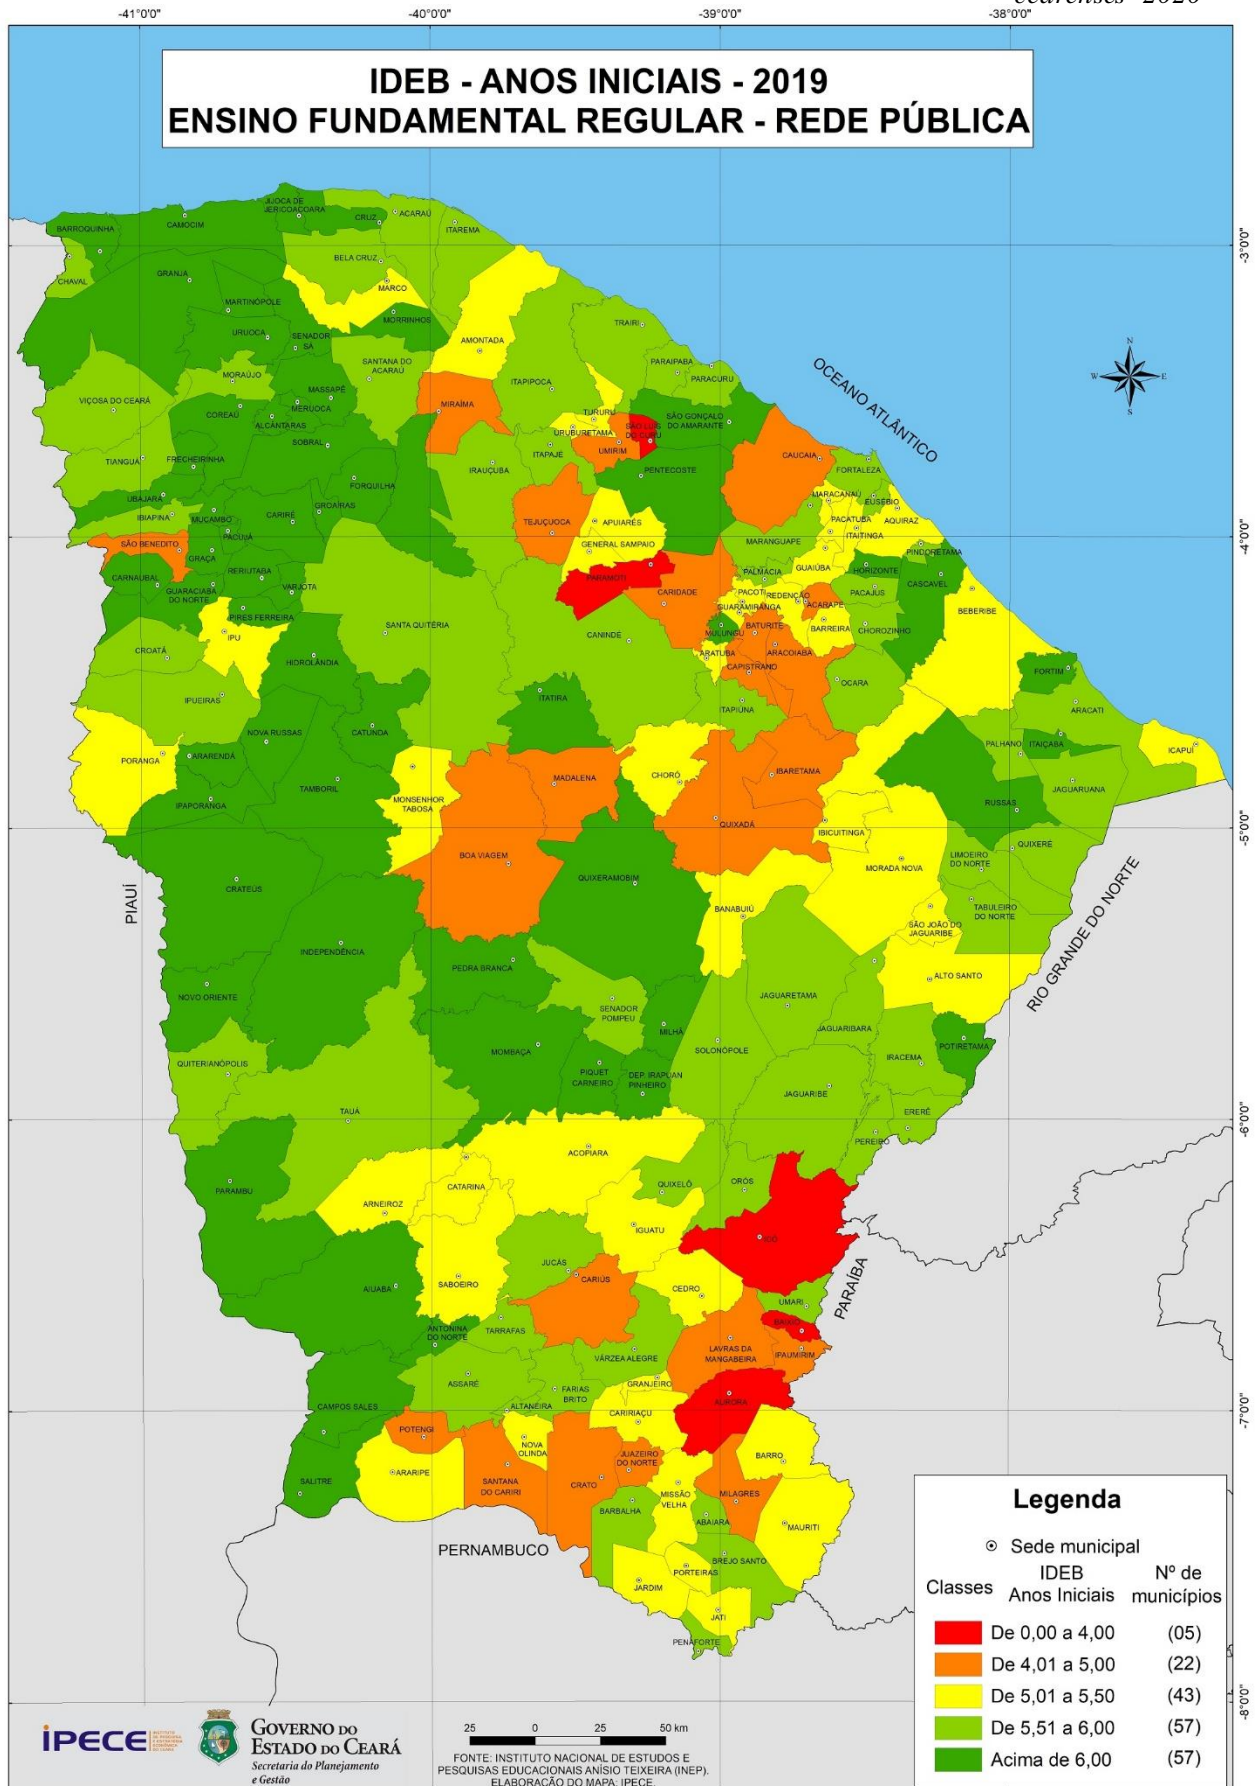 cearenses 2020
-41°0'0"
-40°0'0"
-39°0'0"
-38°0'0"
IDEB - ANOS INICIAIS - 2019
ENSINO FUNDAMENTAL REGULAR - REDE PÚBLICA
JIJOCA DE
JERICOACOARA
CRUZ
ACARAÚ
BARROQUINHA
CAMOCIM
ITAREMA
-3°0'0"
CHAVAL
BELA CRUZ
GRANJA
MARCO
MARTINÓPOLE
MORRINHOS
URUOCA
SENADOR
SÁ
AMONTADA
TRAIRI
N
W
E
S
PARAIPABA
PARACURU
OCEANO ATLÂNTICO
SANTANA DO
ACARAÚ
ITAPIPOCA
MORAÚJO
MASSAPÊ
MERUOCA
MIRAÍMA
VIÇOSA DO CEARÁ
COREAÚ
ALCÂNTARAS
TURURU
URUBURETAMA
SÃO LUIS
DO CURU
SÃO GONÇALO
DO AMARANTE
SOBRAL
UMIRIM
ITAPAJÉ
CAUCAIA
TIANGUÁ
FRECHEIRINHA
IRAUÇUBA
PENTECOSTE
FORTALEZA
FORQUILHA
UBAJARA
MARACANAÚ
EUSÉBIO
IBIAPINA
MUCAMBO
CARIRÉ
GROAÍRAS
TEJUÇUOCA
APUIARÉS
PACATUBA
AQUIRAZ
PACUJÁ
ITAITINGA
SÃO BENEDITO
GENERAL SAMPAIO
MARANGUAPE
-4°0'0"
GRAÇA
PINDORETAMA
RERIUTABA
PARAMOTI
GUAIÚBA
HORIZONTE
CARNAUBAL
GUARACIABA
DO NORTE
VARJOTA
PALMÁCIA
CASCAVEL
CARIDADE
PACOTI
REDENÇÃO
PACAJUS
BEBERIBE
PIRES FERREIRA
GUARAMIRANGA
ACARAPE
SANTA QUITÉRIA
CANINDÉ
MULUNGU
BATURITÉ
BARREIRA
CHOROZINHO
IPU
CROATÁ
ARATUBA
ARACOIABA
HIDROLÂNDIA
CAPISTRANO
FORTIM
OCARA
IPUEIRAS
ITATIRA
ITAPIÚNA
ARACATI
NOVA RUSSAS
CATUNDA
PALHANO
ITAIÇABA
ICAPUÍ
PORANGA
ARARENDÁ
MADALENA
CHORÓ
IBARETAMA
TAMBORIL
JAGUARUANA
MONSENHOR
TABOSA
IPAPORANGA
RUSSAS
QUIXADÁ
-5°0'0"
IBICUITINGA
BOA VIAGEM
QUIXERÉ
LIMOEIRO
DO NORTE
MORADA NOVA
PIAUÍ
CRATEÚS
QUIXERAMOBIM
BANABUIÚ
TABULEIRO
DO NORTE
SÃO JOÃO DO
JAGUARIBE
INDEPENDÊNCIA
RIO GRANDE DO NORTE
PEDRA BRANCA
ALTO SANTO
NOVO ORIENTE
JAGUARETAMA
SENADOR
POMPEU
MILHÃ
JAGUARIBARA
SOLONÓPOLE
MOMBAÇA
POTIRETAMA
QUITERIANÓPOLIS
IRACEMA
PIQUET
CARNEIRO
DEP. IRAPUAN
PINHEIRO
JAGUARIBE
TAUÁ
ERERÊ
-6°0'0"
PEREIRO
ACOPIARA
PARAMBU
CATARINA
QUIXELÔ
ORÓS
ARNEIROZ
IGUATU
ICÓ
JUCÁS
SABOEIRO
CARIÚS
CEDRO
AIUABA
UMARI
PARAÍBA
BAIXIO
ANTONINA
DO NORTE
TARRAFAS
VÁRZEA ALEGRE
LAVRAS DA
MANGABEIRA
IPAUMIRIM
ASSARÉ
FARIAS
BRITO
GRANJEIRO
AURORA
-7°0'0"
ALTANEIRA
CAMPOS SALES
CARIRIAÇU
POTENGI
NOVA
OLINDA
JUAZEIRO
DO NORTE
BARRO
SALITRE
ARARIPE
SANTANA
DO CARIRI
CRATO
MISSÃO
VELHA
MILAGRES
BARBALHA
ABAIARA
MAURITI
PERNAMBUCO
BREJO SANTO
PORTEIRAS
JARDIM
JATI
PENAFORTE
-8°0'0"
Legenda
Sede municipal
Classes
IDEB
Anos Iniciais
Nº de
municípios
De 0,00 a 4,00 (05)
De 4,01 a 5,00 (22)
De 5,01 a 5,50 (43)
De 5,51 a 6,00 (57)
Acima de 6,00 (57)
iPECE
GOVERNO DO
ESTADO DO CEARÁ
Secretaria do Planejamento
e Gestão
25 0 25 50 km
FONTE: INSTITUTO NACIONAL DE ESTUDOS E
PESQUISAS EDUCACIONAIS ANÍSIO TEIXEIRA (INEP).
ELABORAÇÃO DO MAPA: IPECE.